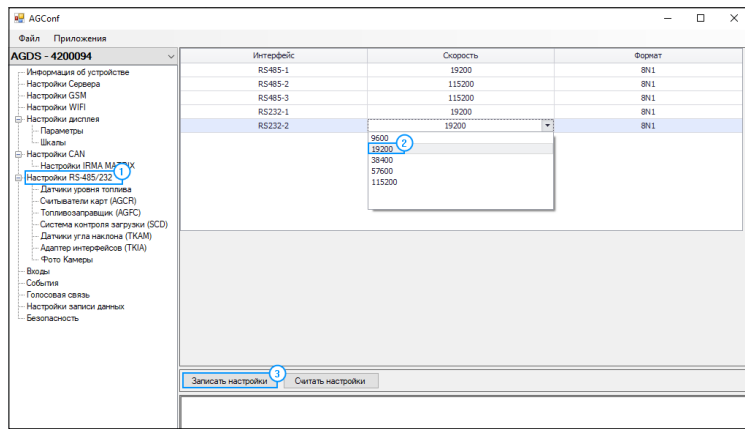 AGConf
Файл Приложения
AGDS - 4200094
Информация об устройстве
Настройки Сервера
Настройки GSM
Настройки WIFI
Настройки дисплея
Параметры
Шкалы
Настройки CAN
Настройки IRMA MATRIX
Настройки RS-485/232
1
Датчики уровня топлива
Считыватели карт (AGCR)
Топливозаправщик (AGFC)
Система контроля загрузки (SCD)
Датчики угла наклона (TKAM)
Адаптер интерфейсов (TKIA)
Фото Камеры
Входы
События
Голосовая связь
Настройки записи данных
Безопасность
Интерфейс Скорость Формат
RS485-1 19200 8N1
RS485-2 115200 8N1
RS485-3 115200 8N1
RS232-1 19200 8N1
RS232-2 19200 8N1
9600
19200
2
38400
57600
115200
Записать настройки 3 Считать настройки